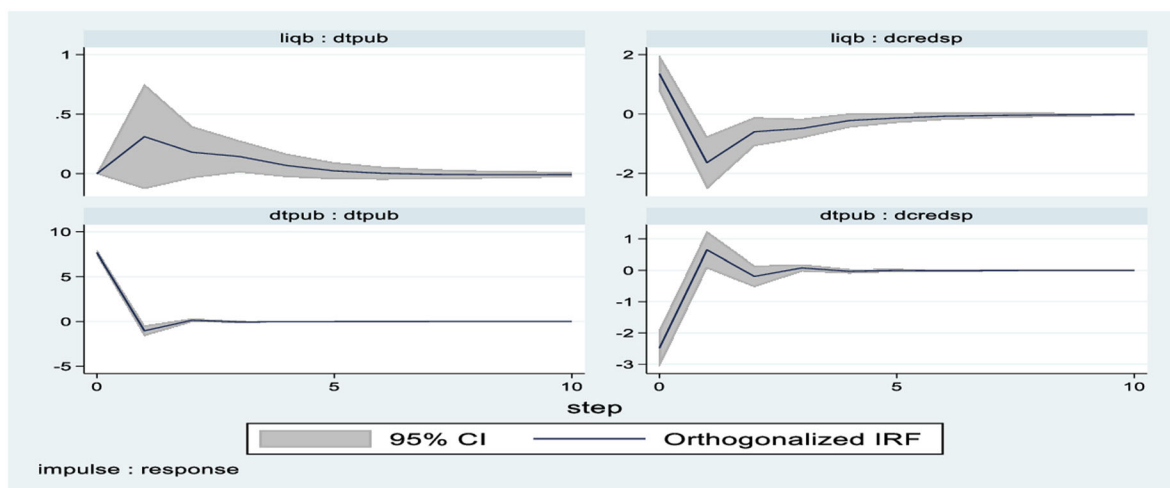 liqb : dtpub
1
.5
0
liqb : dcredsp
2
0
-2
dtpub : dtpub
10
5
0
-5
0 5 10
dtpub : dcredsp
1
0
-1
-2
-3
0 5 10
step
95% CI Orthogonalized IRF
impulse : response